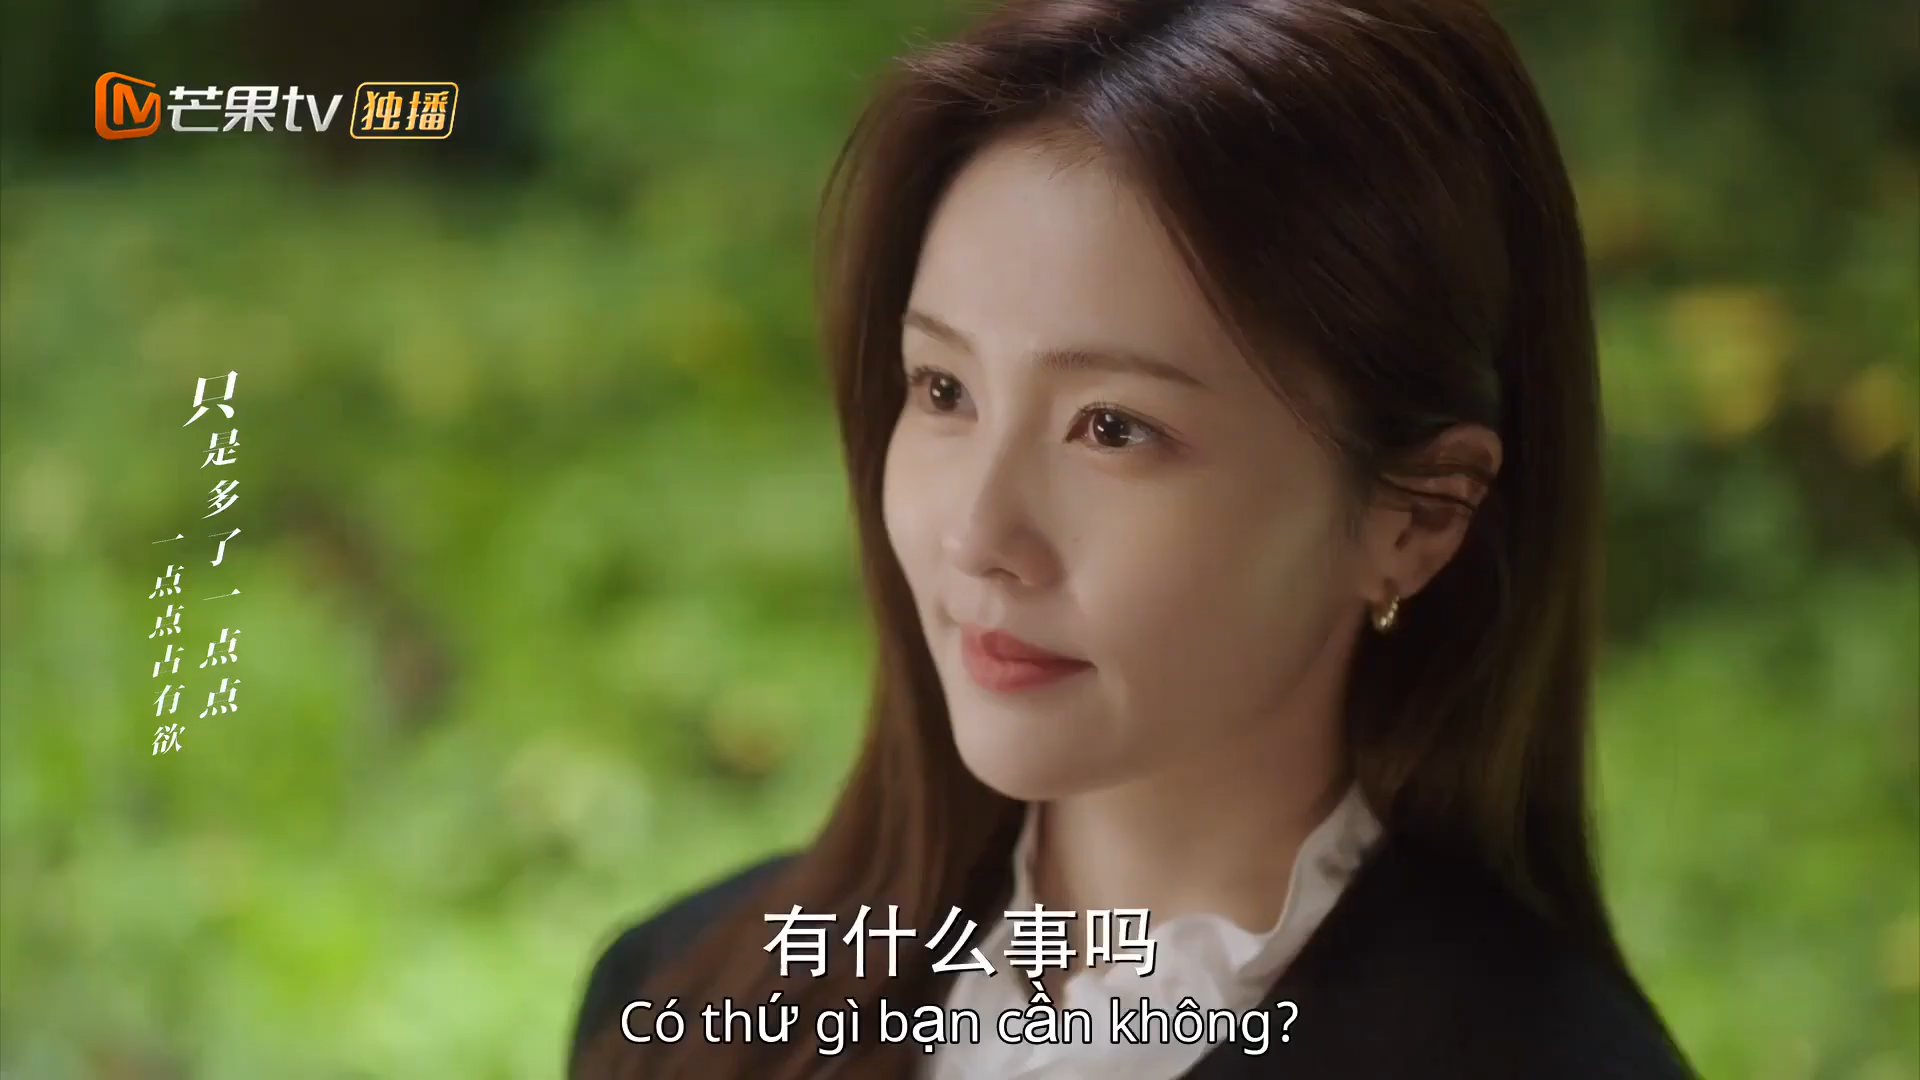 芒果tv 独播
只是多了一点点
一点点占有欲
有什么事吗
Có thứ gì bạn cần không?